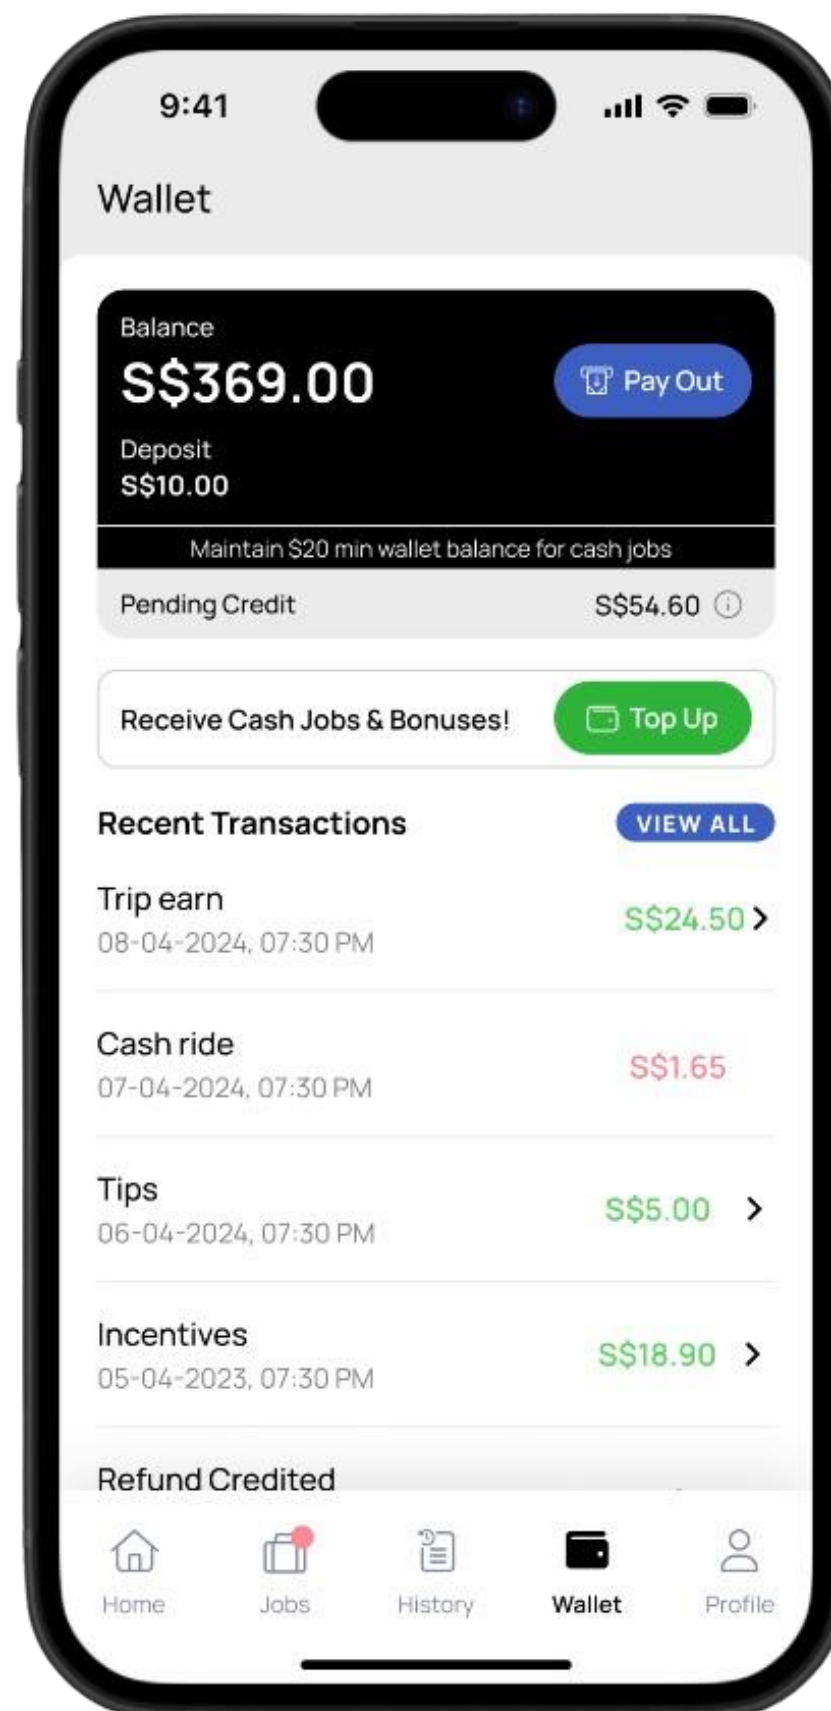 9:41
Wallet
Balance
S$369.00
Pay Out
Deposit
S$10.00
Maintain $20 min wallet balance for cash jobs
Pending Credit S$54.60
Receive Cash Jobs & Bonuses! Top Up
Recent Transactions VIEW ALL
Trip earn
08-04-2024, 07:30 PM
S$24.50
Cash ride
07-04-2024, 07:30 PM
S$1.65
Tips
06-04-2024, 07:30 PM
S$5.00
Incentives
05-04-2023, 07:30 PM
S$18.90
Refund Credited
Home Jobs History Wallet Profile